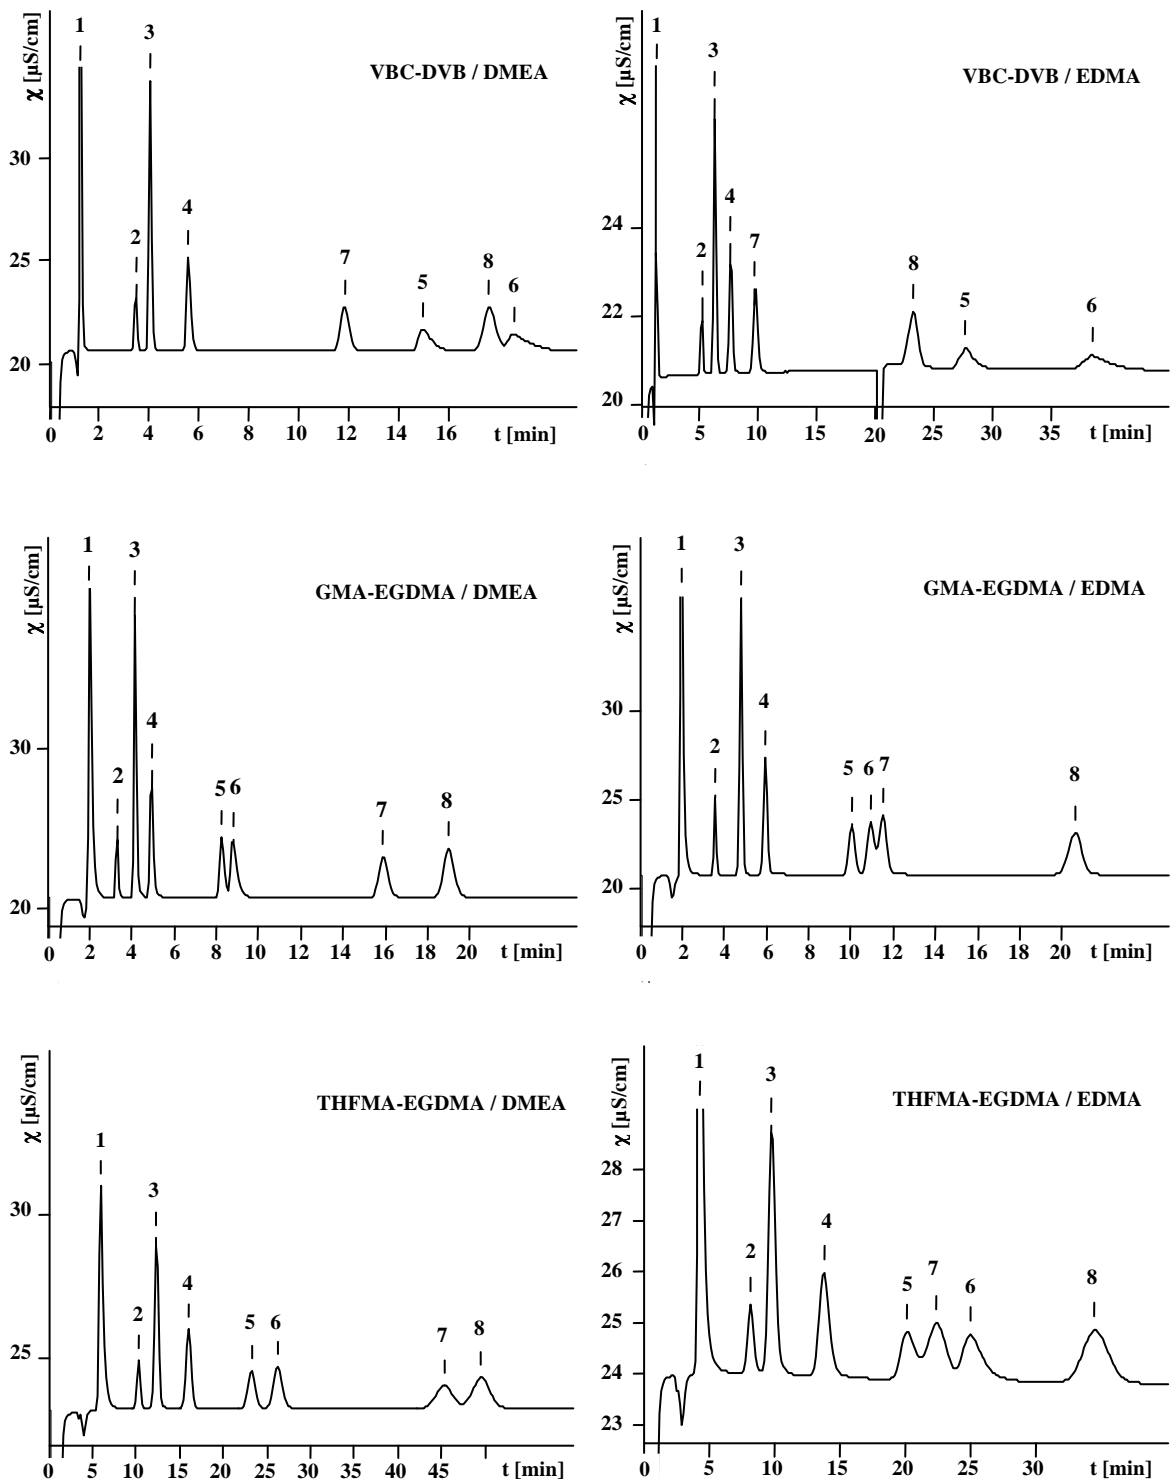 1
3
VBC-DVB / DMEA
χ [µS/cm]
30
4
2
25
7
5
8
6
20
0 2 4 6 8 10 12 14 16 t [min]
1
3
VBC-DVB / EDMA
χ [µS/cm]
24
4
2
7
8
5
6
22
20
0 5 10 15 20 25 30 35 t [min]
1
3
GMA-EGDMA / DMEA
χ [µS/cm]
4
30
2
5 6
7
8
20
0 2 4 6 8 10 12 14 16 18 20 t [min]
1
3
GMA-EGDMA / EDMA
χ [µS/cm]
4
30
2
5 6 7
8
25
20
0 2 4 6 8 10 12 14 16 18 20 t [min]
THFMA-EGDMA / DMEA
χ [µS/cm]
1
3
30
4
2
5 6
7 8
25
0 5 10 15 20 25 30 35 40 45 t [min]
1
3
THFMA-EGDMA / EDMA
χ [µS/cm]
28
27
4
2
26
5 7 6 8
25
24
23
0 5 10 15 20 25 30 t [min]